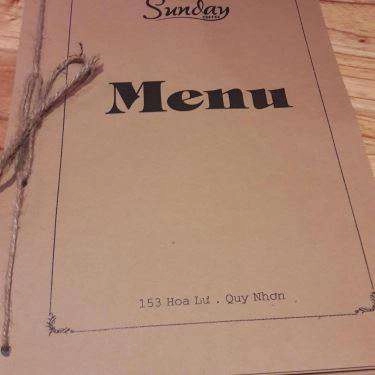 Sunday
Menu
153 Hoa Lư . Quy Nhơn